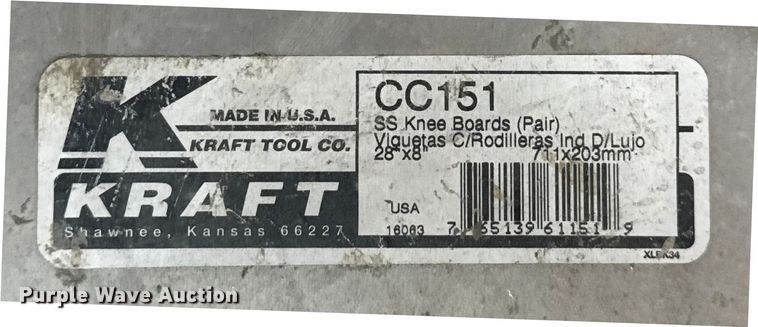 K
MADE IN U.S.A.
KRAFT TOOL CO.
KRAFT
Shawnee, Kansas 66227
CC151
SS Knee Boards (Pair)
Viguetas C/Rodilleras Ind D/Lujo
28"x8" 711x203mm
USA
16063 7 65139 61151 9
Purple Wave Auction